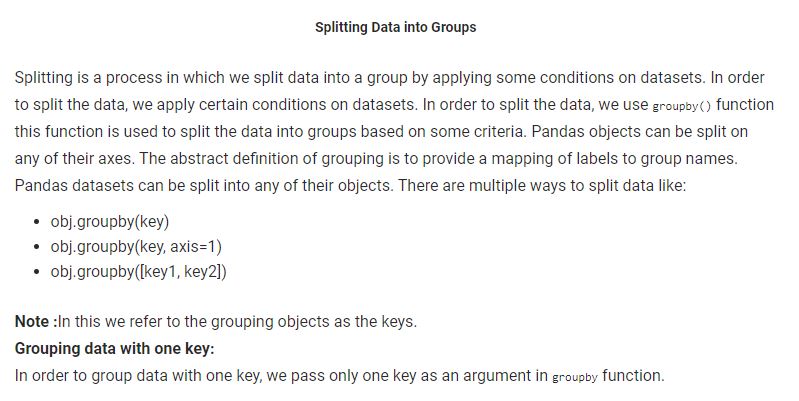 Splitting Data into Groups
Splitting is a process in which we split data into a group by applying some conditions on datasets. In order
to split the data, we apply certain conditions on datasets. In order to split the data, we use groupby() function
this function is used to split the data into groups based on some criteria. Pandas objects can be split on
any of their axes. The abstract definition of grouping is to provide a mapping of labels to group names.
Pandas datasets can be split into any of their objects. There are multiple ways to split data like:
• obj.groupby(key)
• obj.groupby(key, axis=1)
• obj.groupby([key1, key2])
Note :In this we refer to the grouping objects as the keys.
Grouping data with one key:
In order to group data with one key, we pass only one key as an argument in groupby function.